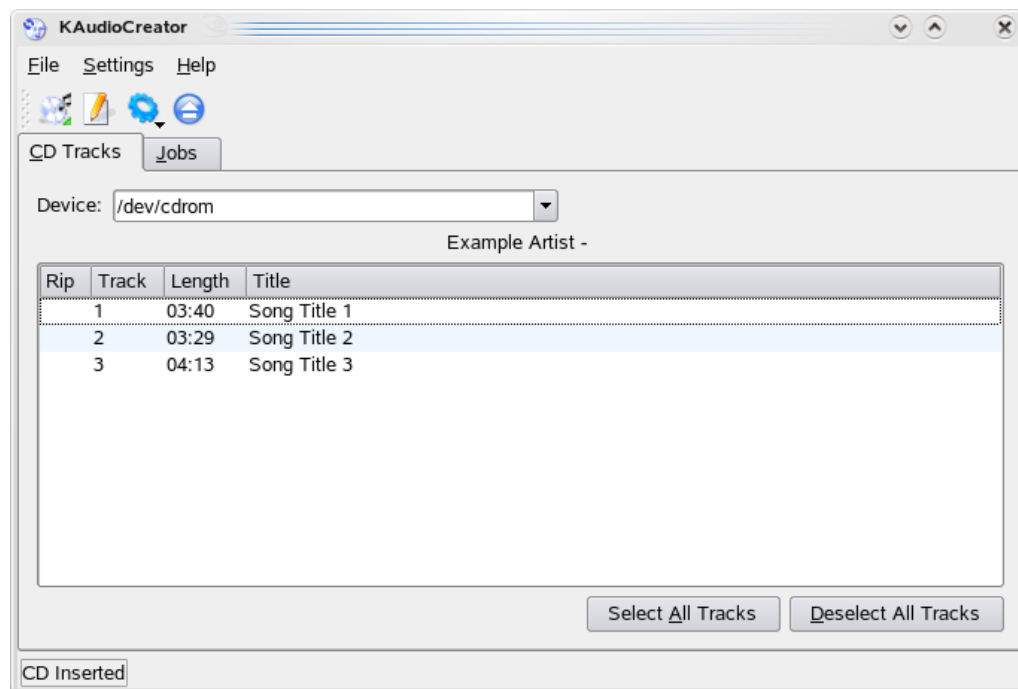 KAudioCreator
File Settings Help
CD Tracks Jobs
Device: /dev/cdrom
Example Artist -
Rip Track Length Title
1 03:40 Song Title 1
2 03:29 Song Title 2
3 04:13 Song Title 3
Select All Tracks Deselect All Tracks
CD Inserted